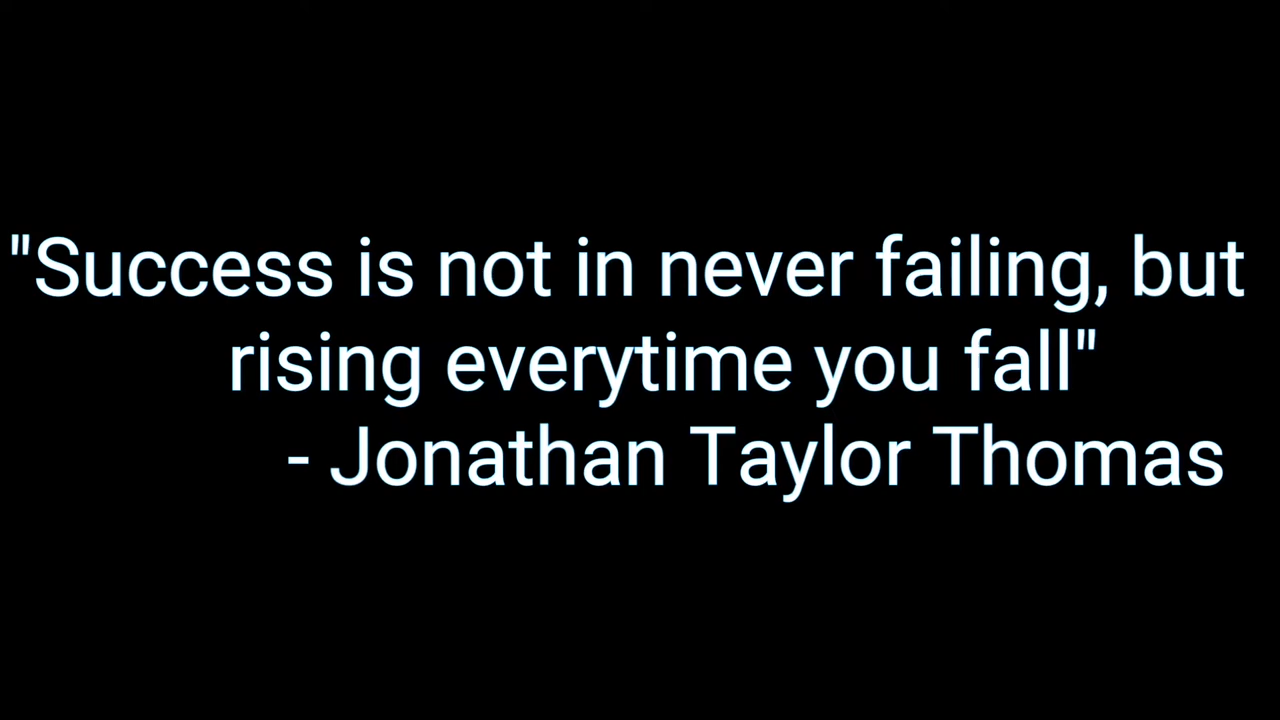 "Success is not in never failing, but
rising everytime you fall"
- Jonathan Taylor Thomas